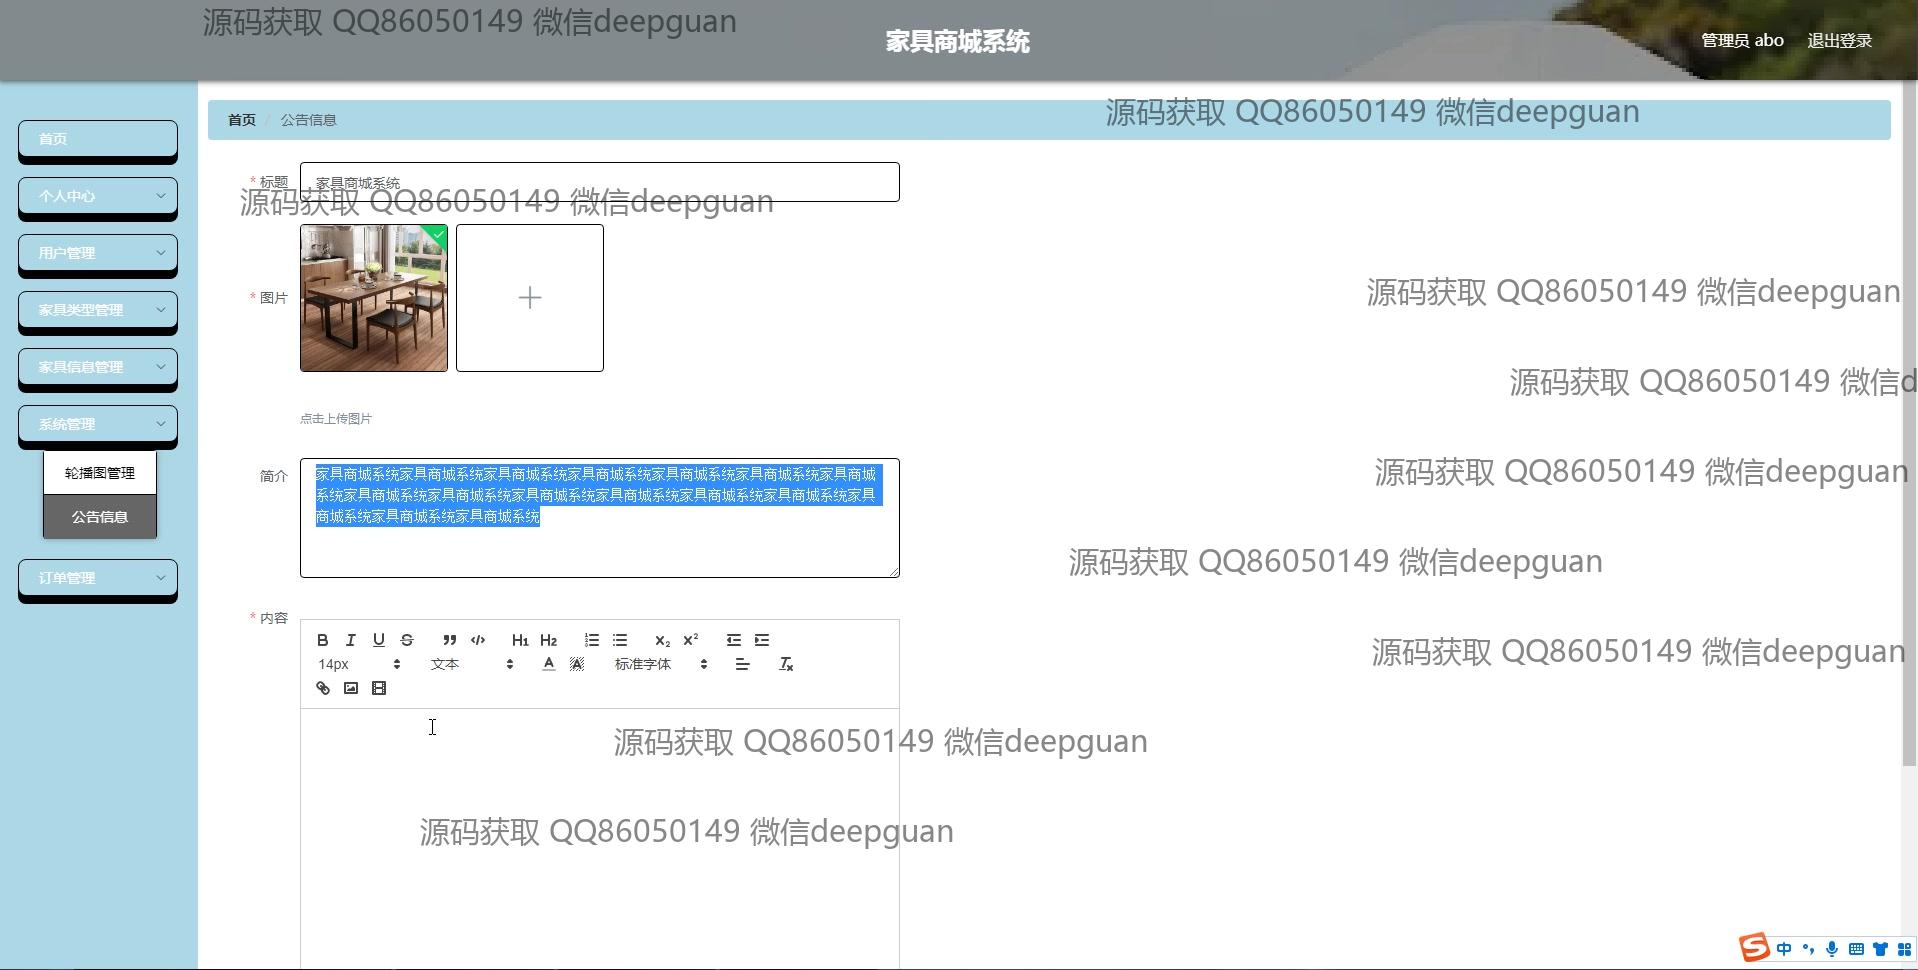 源码获取 QQ86050149 微信deepguan
家具商城系统
管理员 abo
退出登录
首页 / 公告信息
源码获取 QQ86050149 微信deepguan
首页
个人中心
用户管理
家具类型管理
家具信息管理
系统管理
轮播图管理
公告信息
订单管理
* 标题
家具商城系统
源码获取 QQ86050149 微信deepguan
* 图片
源码获取 QQ86050149 微信deepguan
源码获取 QQ86050149 微信d
点击上传图片
源码获取 QQ86050149 微信deepguan
简介
家具商城系统家具商城系统家具商城系统家具商城系统家具商城系统家具商城系统家具商城
系统家具商城系统家具商城系统家具商城系统家具商城系统家具商城系统家具商城系统家具
商城系统家具商城系统家具商城系统
源码获取 QQ86050149 微信deepguan
* 内容
B I U S H1 H2 X2 X2
14px 文本 A A 标准字体
源码获取 QQ86050149 微信deepguan
源码获取 QQ86050149 微信deepguan
源码获取 QQ86050149 微信deepguan
中